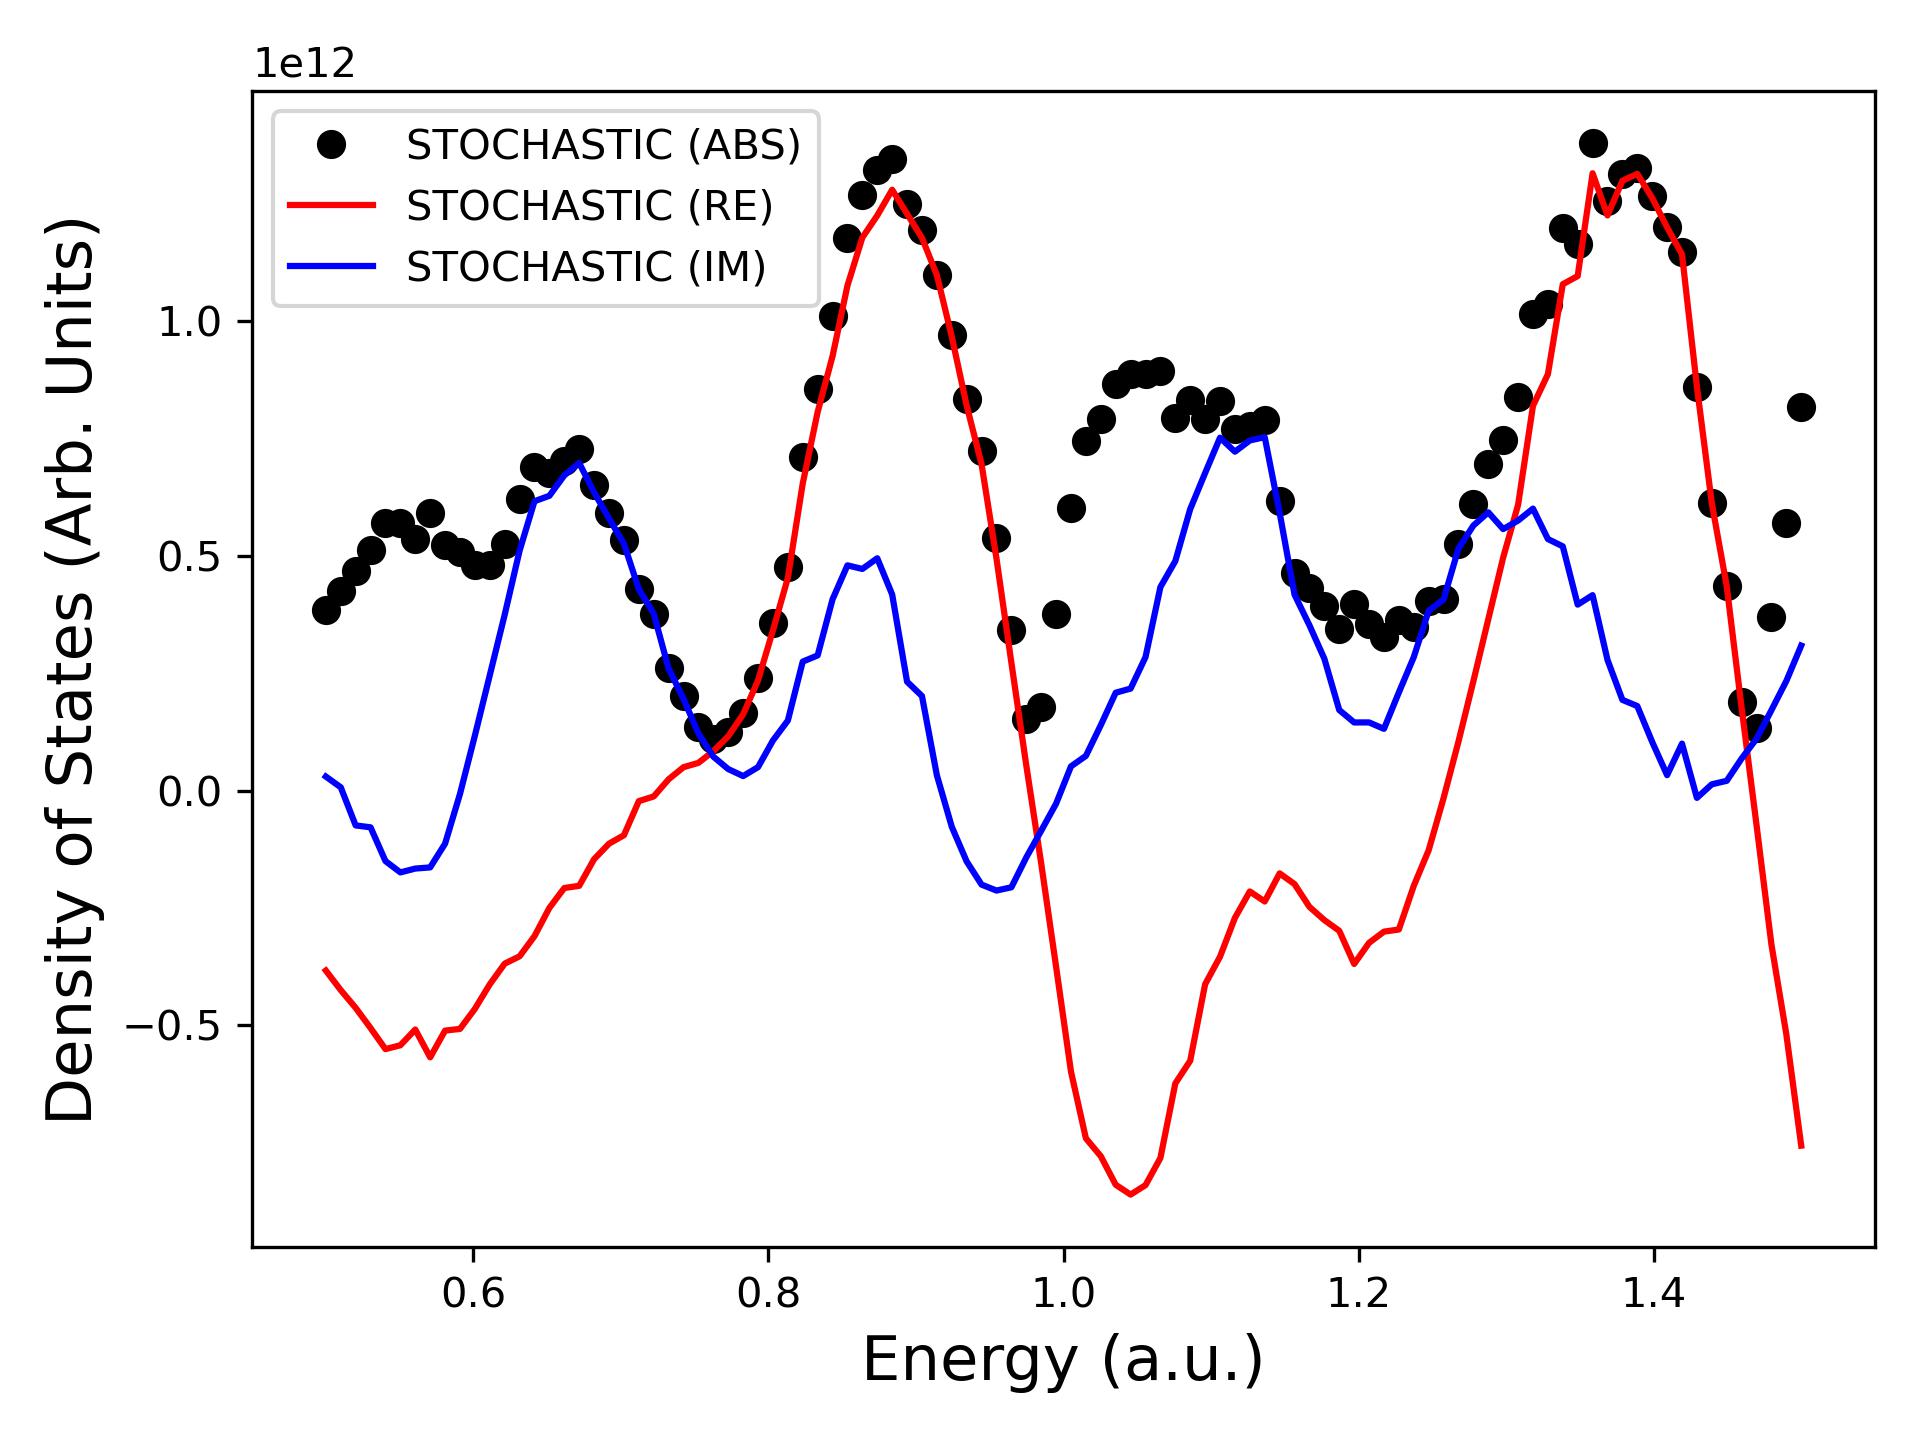 1e12
STOCHASTIC (ABS)
STOCHASTIC (RE)
STOCHASTIC (IM)
Density of States (Arb. Units)
1.0
0.5
0.0
−0.5
0.6 0.8 1.0 1.2 1.4
Energy (a.u.)